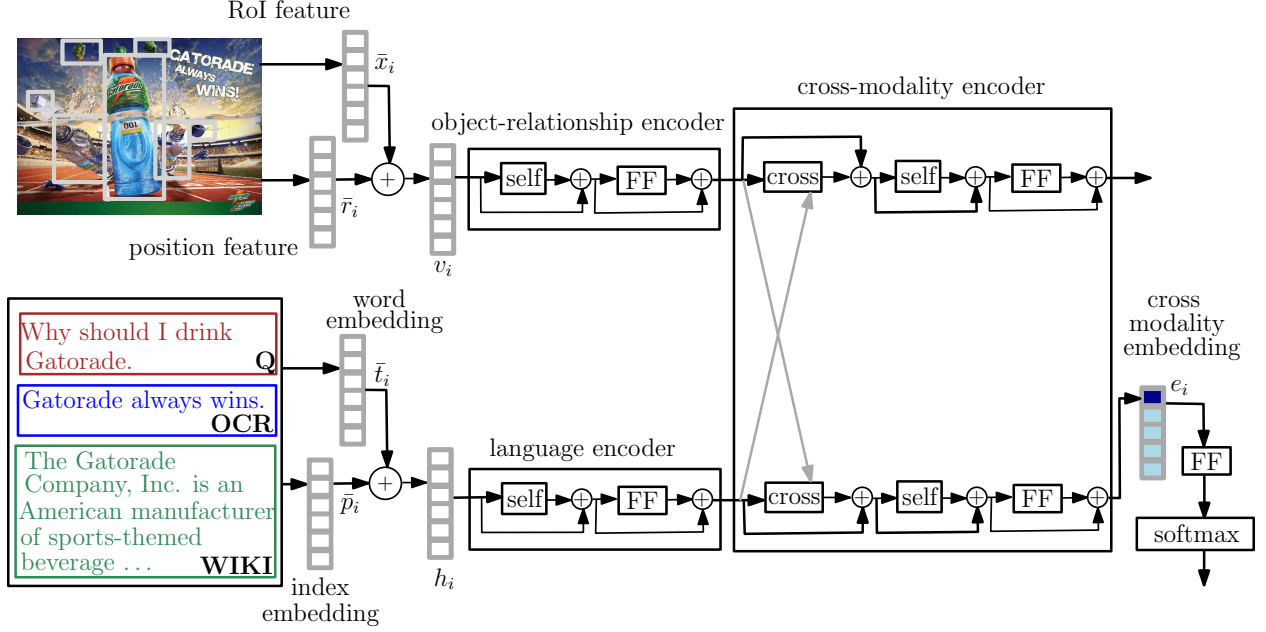 RoI feature
GATORADE
ALWAYS
WINS!
x̄ᵢ
r̄ᵢ
position feature
+
vᵢ
object-relationship encoder
self
+
FF
+
cross-modality encoder
cross
+
self
+
FF
+
Why should I drink
Gatorade.
Q
Gatorade always wins.
OCR
The Gatorade
Company, Inc. is an
American manufacturer
of sports-themed
beverage ...
WIKI
word
embedding
t̄ᵢ
p̄ᵢ
index
embedding
+
hᵢ
language encoder
self
+
FF
+
cross
+
self
+
FF
+
cross
modality
embedding
eᵢ
FF
softmax